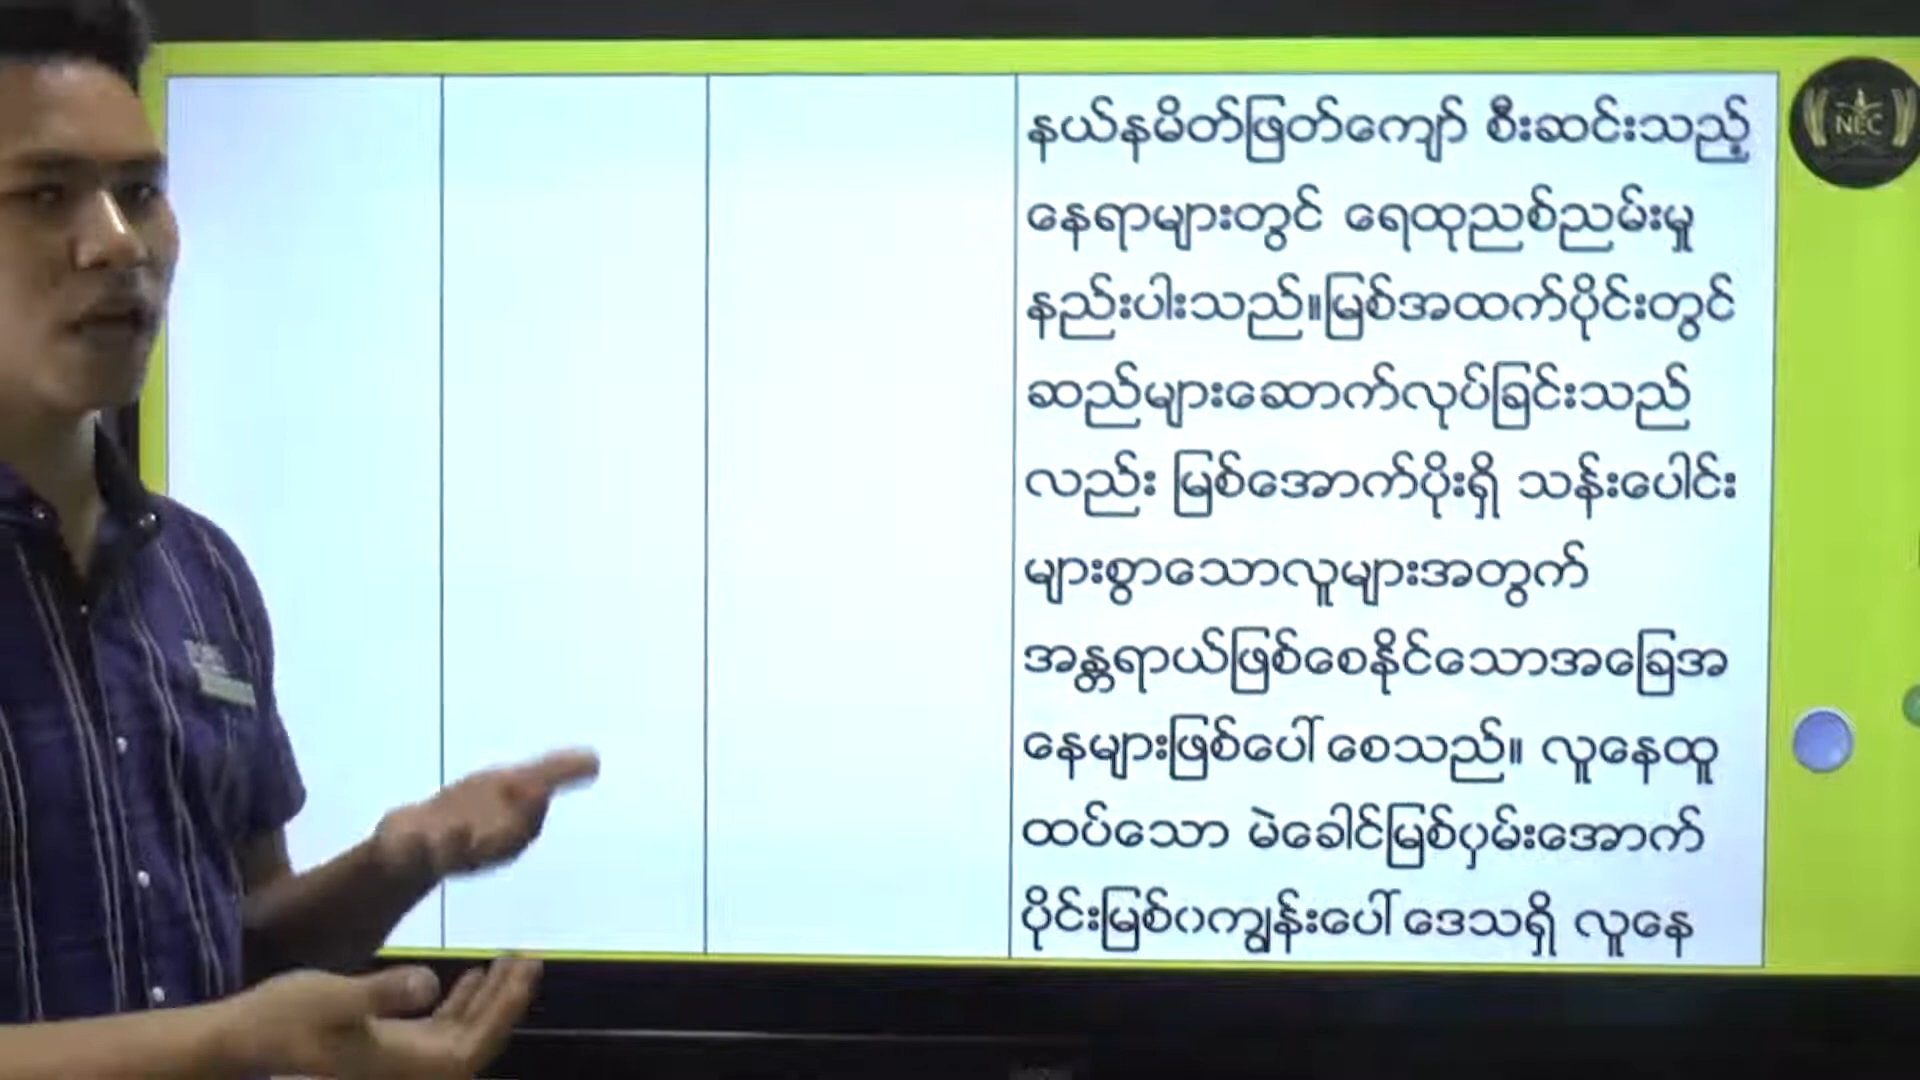 နယ်နမိတ်ဖြတ်ကျော် စီးဆင်းသည့်
နေရာများတွင် ရေထုညစ်ညမ်းမှု
နည်းပါးသည်။မြစ်အထက်ပိုင်းတွင်
ဆည်များဆောက်လုပ်ခြင်းသည်
လည်း မြစ်အောက်ပိုးရှိ သန်းပေါင်း
များစွာသောလူများအတွက်
အန္တရာယ်ဖြစ်စေနိုင်သောအခြေအ
နေများဖြစ်ပေါ်စေသည်။ လူနေထူ
ထပ်သော မဲခေါင်မြစ်ဝှမ်းအောက်
ပိုင်းမြစ်ဝကျွန်းပေါ်ဒေသရှိ လူနေ
NEC